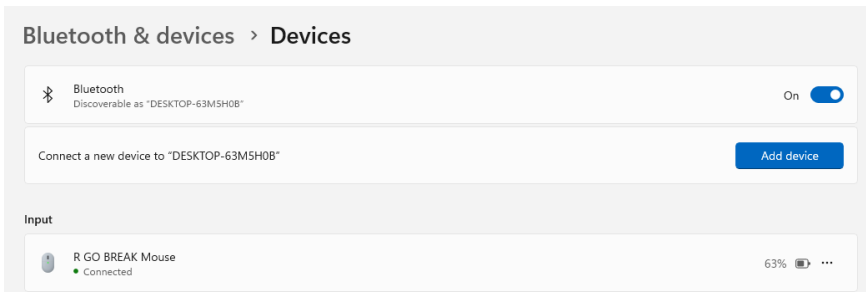 Bluetooth & devices > Devices
Bluetooth
Discoverable as "DESKTOP-63M5H0B"
On
Connect a new device to "DESKTOP-63M5H0B"
Add device
Input
R GO BREAK Mouse
Connected
63%